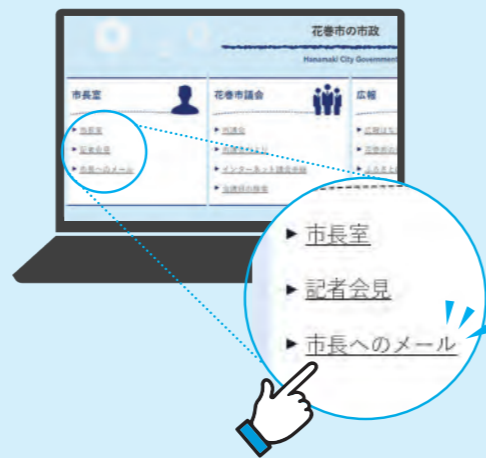 花巻市の市政
Hanamaki City Government
市長室
花巻市議会
広報
▶ 市長室
▶ 記者会見
▶ 市長へのメール
▶ 市議会
▶ インターネット議会中継
▶ 市長室
▶ 記者会見
▶ 市長へのメール